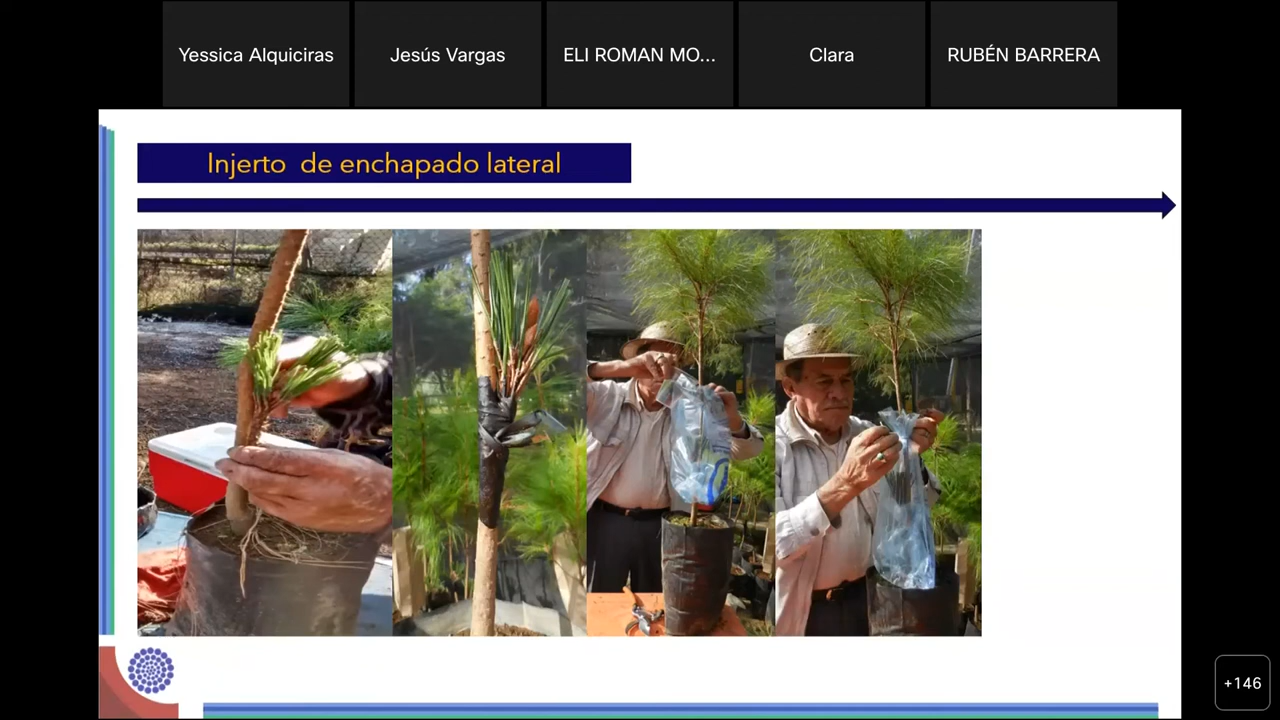 Yessica Alquiciras
Jesús Vargas
ELI ROMAN MO...
Clara
RUBÉN BARRERA
Injerto de enchapado lateral
+146